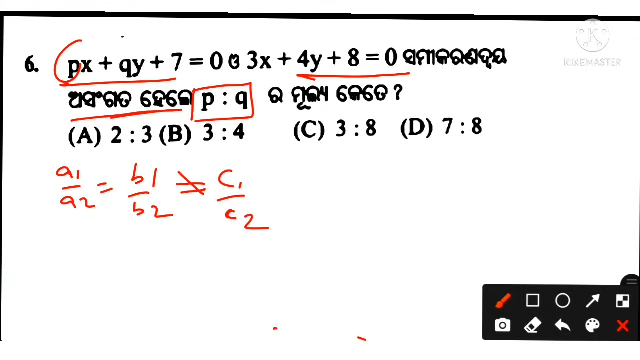 6. px + qy + 7 = 0 ଓ 3x + 4y + 8 = 0 ସମୀକରଣଦ୍ୱୟ
ଅସଂଗତ ହେଲେ p : q ର ମୂଲ୍ୟ କେତେ ?
(A) 2 : 3 (B) 3 : 4 (C) 3 : 8 (D) 7 : 8
a1/a2 = b1/b2 ≠ c1/c2
KINEMASTER